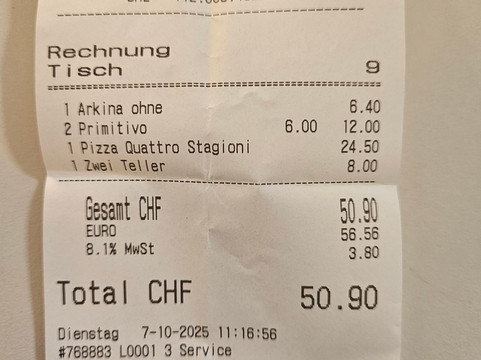 Rechnung
Tisch 9
1 Arkina ohne 6.40
2 Primitivo 6.00 12.00
1 Pizza Quattro Stagioni 24.50
1 Zwei Teller 8.00
Gesamt CHF 50.90
EURO 56.56
8.1% MwSt 3.80
Total CHF 50.90
Dienstag 7-10-2025 11:16:56
#768883 L0001 3 Service